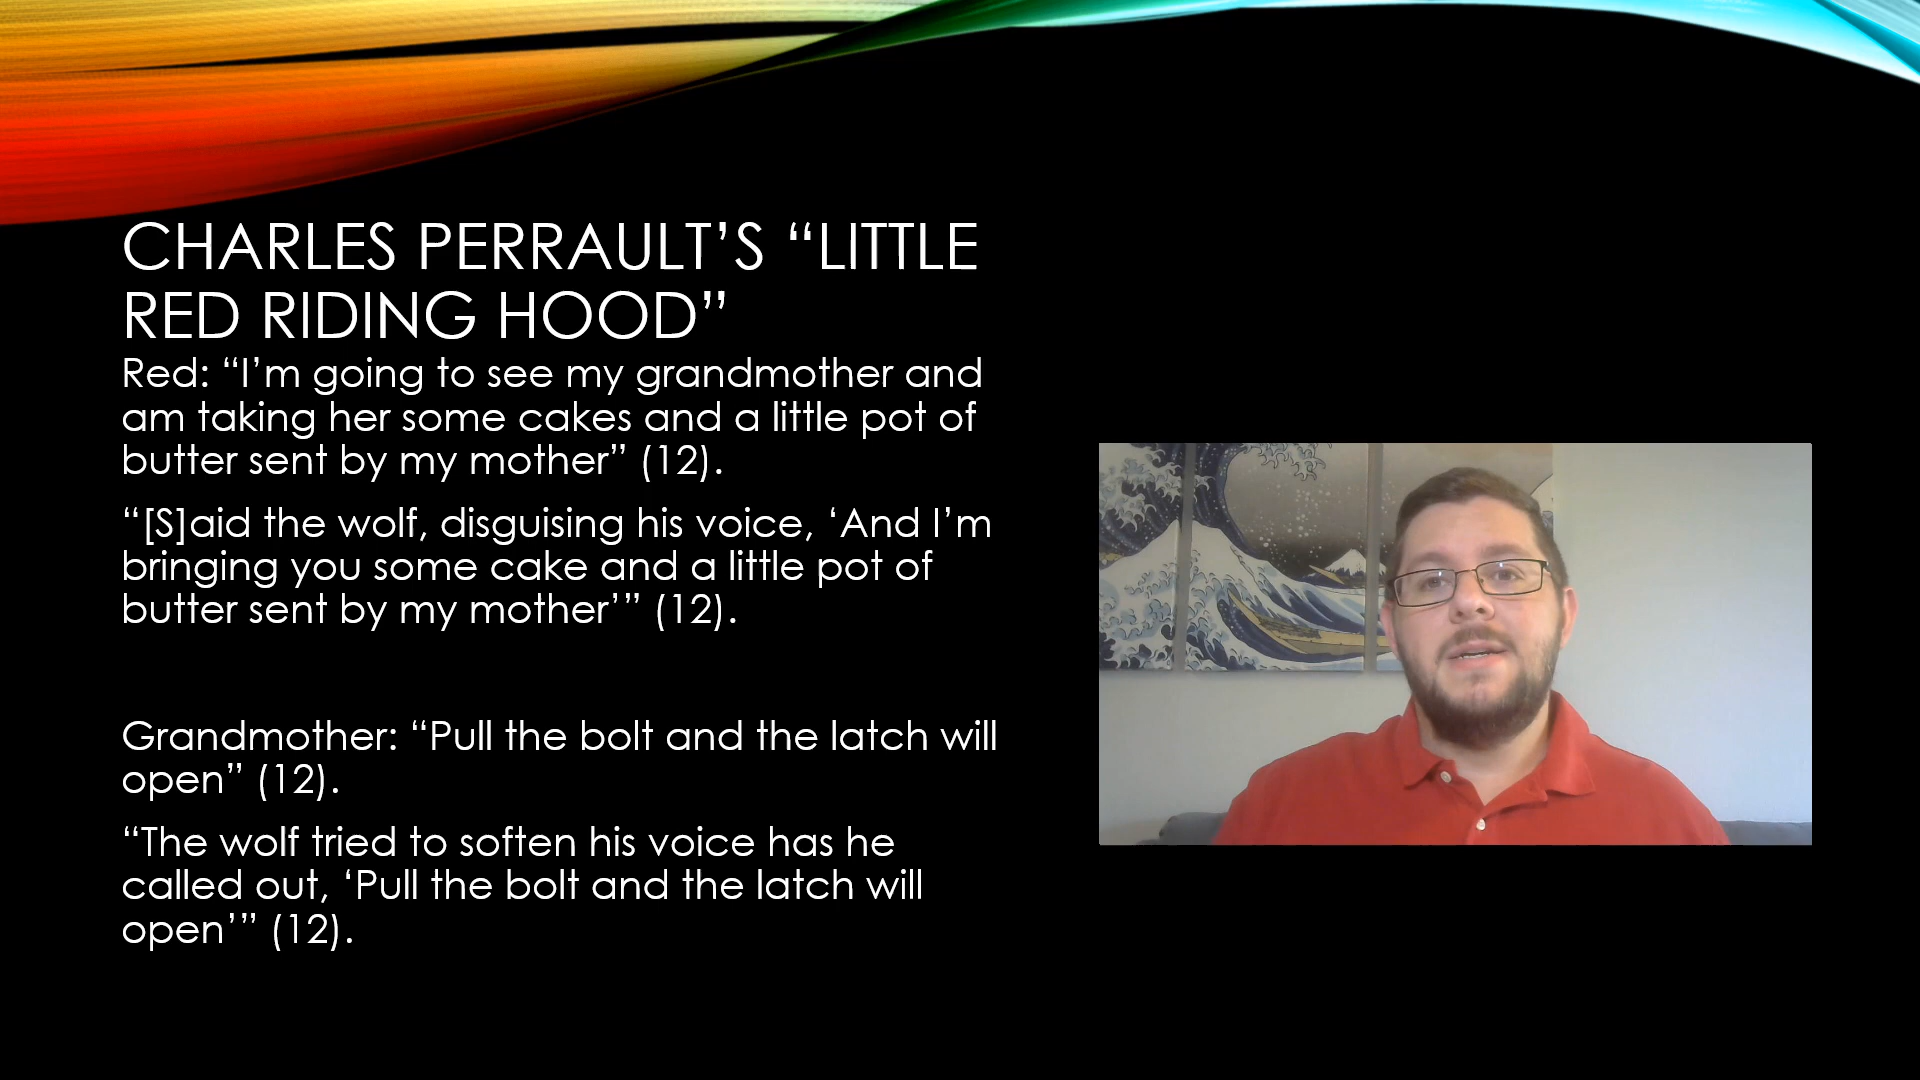 CHARLES PERRAULT’S “LITTLE
RED RIDING HOOD”
Red: “I’m going to see my grandmother and
am taking her some cakes and a little pot of
butter sent by my mother” (12).
“[S]aid the wolf, disguising his voice, ‘And I’m
bringing you some cake and a little pot of
butter sent by my mother’” (12).
Grandmother: “Pull the bolt and the latch will
open” (12).
“The wolf tried to soften his voice has he
called out, ‘Pull the bolt and the latch will
open’” (12).